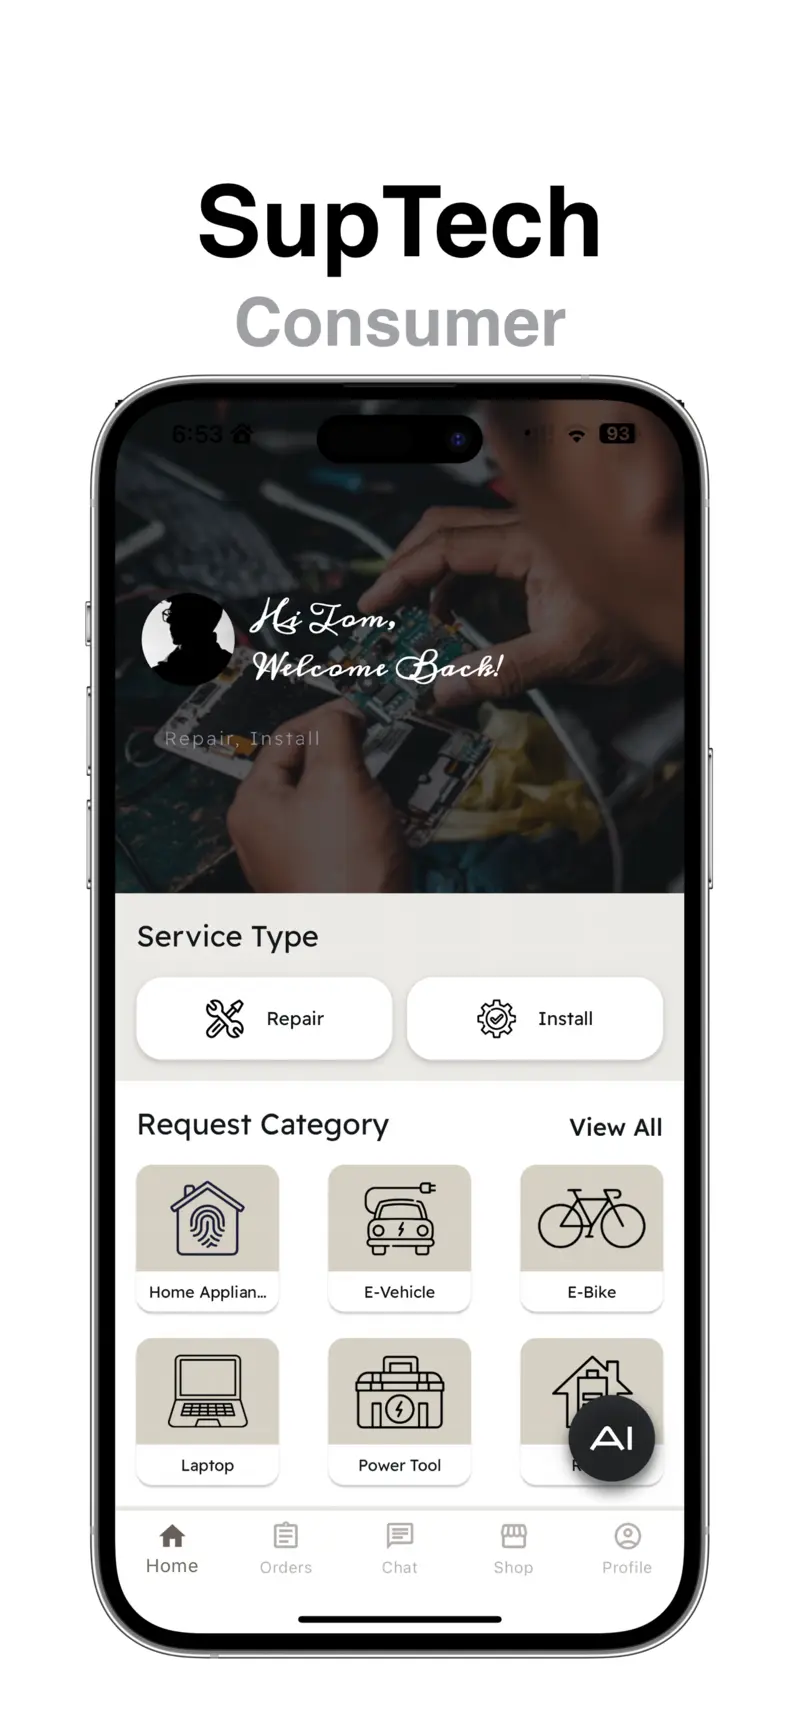 SupTech
Consumer
6:53
93
Hi Tom,
Welcome Back!
Repair, Install
Service Type
Repair
Install
Request Category
View All
Home Applian...
E-Vehicle
E-Bike
Laptop
Power Tool
AI
Home
Orders
Chat
Shop
Profile